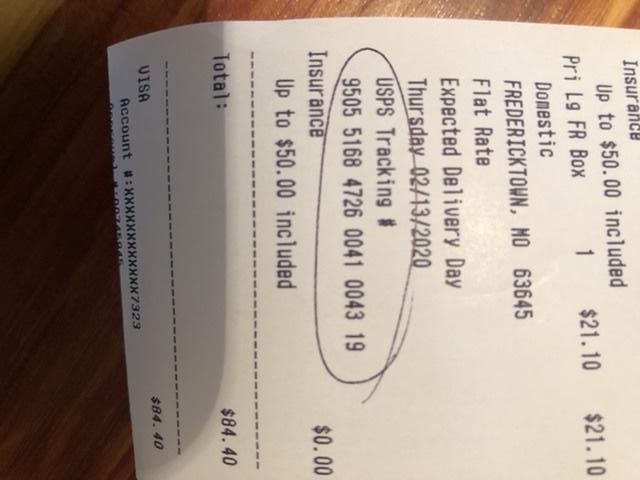 Insurance
Up to $50.00 included
Pri Lg FR Box 1 $21.10 $21.10
Domestic
FREDERICKTOWN, MO 63645
Flat Rate
Expected Delivery Day
Thursday 02/13/2020
USPS Tracking #
9505 5168 4726 0041 0043 19
Insurance $0.00
Up to $50.00 included
Total: $84.40
VISA $84.40
Account #:XXXXXXXXXXXX7323